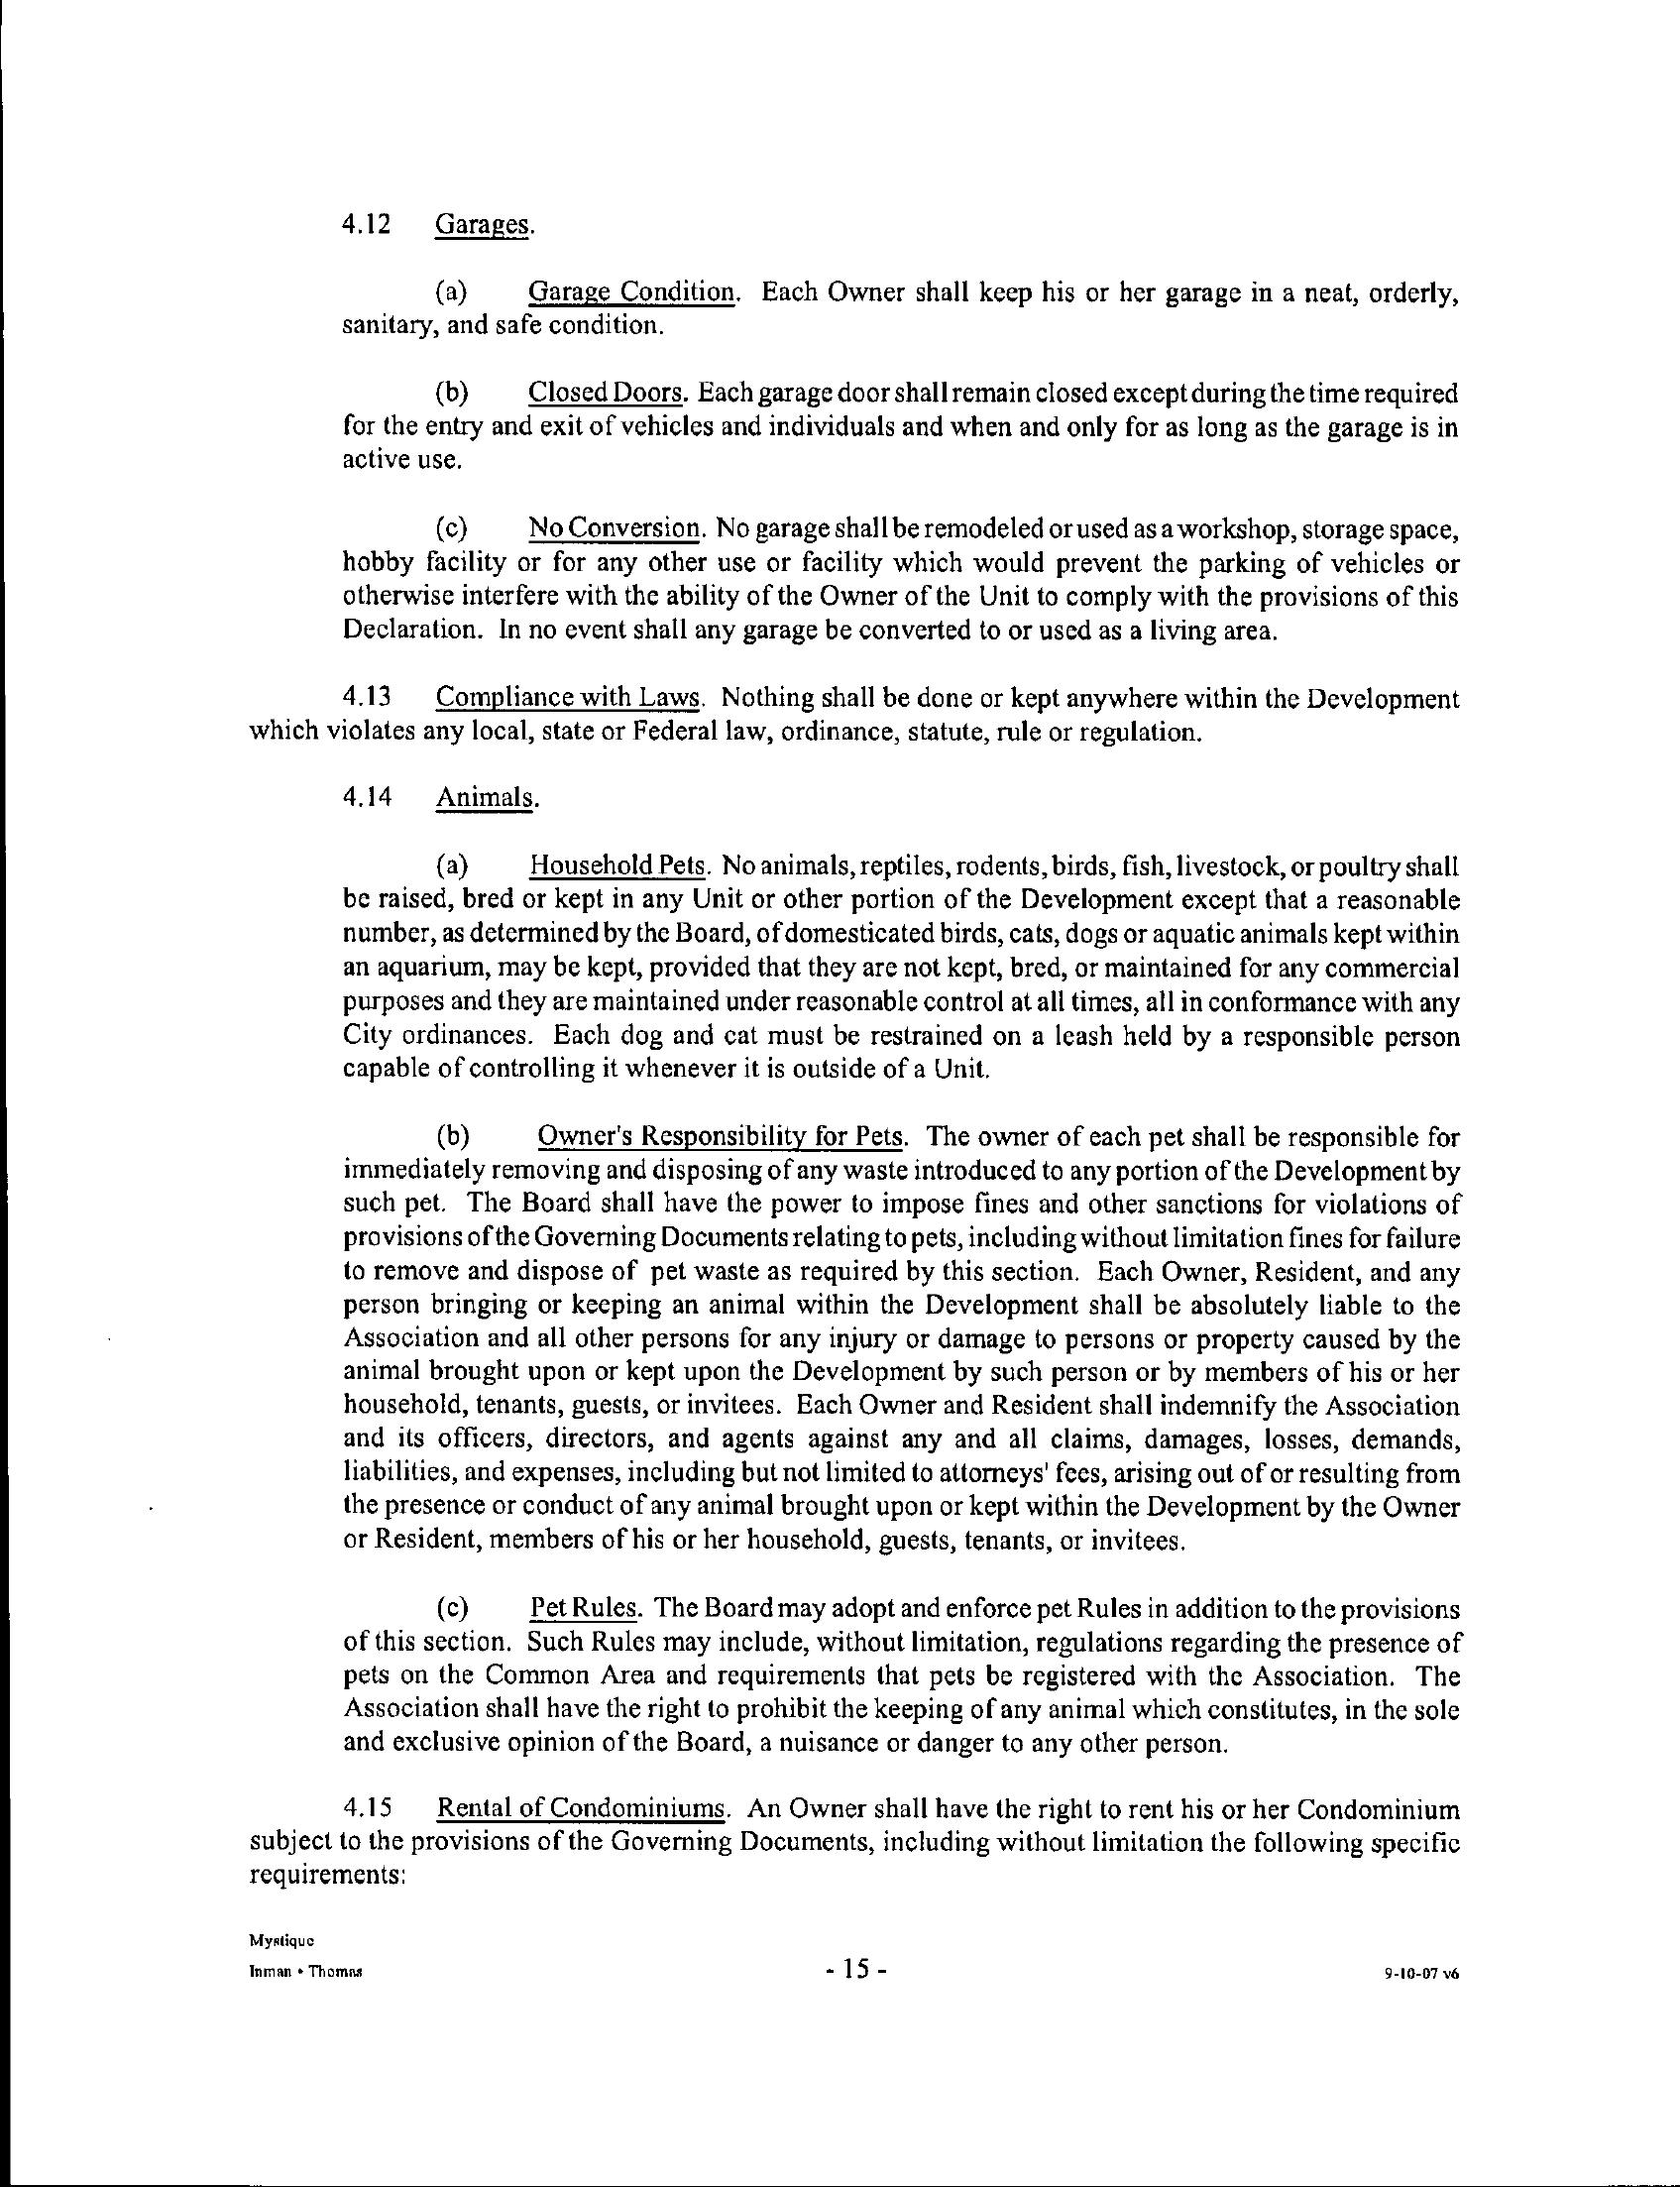 4.12 Garages.
(a) Garage Condition. Each Owner shall keep his or her garage in a neat, orderly,
sanitary, and safe condition.
(b) Closed Doors. Each garage door shall remain closed except during the time required
for the entry and exit of vehicles and individuals and when and only for as long as the garage is in
active use.
(c) No Conversion. No garage shall be remodeled or used as a workshop, storage space,
hobby facility or for any other use or facility which would prevent the parking of vehicles or
otherwise interfere with the ability of the Owner of the Unit to comply with the provisions of this
Declaration. In no event shall any garage be converted to or used as a living area.
4.13 Compliance with Laws. Nothing shall be done or kept anywhere within the Development
which violates any local, state or Federal law, ordinance, statute, rule or regulation.
4.14 Animals.
(a) Household Pets. No animals, reptiles, rodents, birds, fish, livestock, or poultry shall
be raised, bred or kept in any Unit or other portion of the Development except that a reasonable
number, as determined by the Board, of domesticated birds, cats, dogs or aquatic animals kept within
an aquarium, may be kept, provided that they are not kept, bred, or maintained for any commercial
purposes and they are maintained under reasonable control at all times, all in conformance with any
City ordinances. Each dog and cat must be restrained on a leash held by a responsible person
capable of controlling it whenever it is outside of a Unit.
(b) Owner's Responsibility for Pets. The owner of each pet shall be responsible for
immediately removing and disposing of any waste introduced to any portion of the Development by
such pet. The Board shall have the power to impose fines and other sanctions for violations of
provisions of the Governing Documents relating to pets, including without limitation fines for failure
to remove and dispose of pet waste as required by this section. Each Owner, Resident, and any
person bringing or keeping an animal within the Development shall be absolutely liable to the
Association and all other persons for any injury or damage to persons or property caused by the
animal brought upon or kept upon the Development by such person or by members of his or her
household, tenants, guests, or invitees. Each Owner and Resident shall indemnify the Association
and its officers, directors, and agents against any and all claims, damages, losses, demands,
liabilities, and expenses, including but not limited to attorneys' fees, arising out of or resulting from
the presence or conduct of any animal brought upon or kept within the Development by the Owner
or Resident, members of his or her household, guests, tenants, or invitees.
(c) Pet Rules. The Board may adopt and enforce pet Rules in addition to the provisions
of this section. Such Rules may include, without limitation, regulations regarding the presence of
pets on the Common Area and requirements that pets be registered with the Association. The
Association shall have the right to prohibit the keeping of any animal which constitutes, in the sole
and exclusive opinion of the Board, a nuisance or danger to any other person.
4.15 Rental of Condominiums. An Owner shall have the right to rent his or her Condominium
subject to the provisions of the Governing Documents, including without limitation the following specific
requirements:
Mystique
Inman • Thomas - 15 - 9-10-07 v6